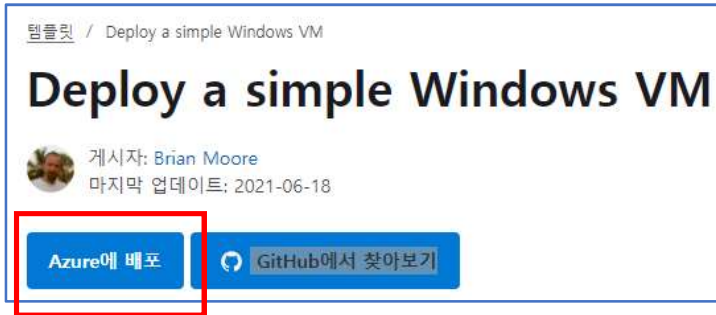 템플릿 / Deploy a simple Windows VM
Deploy a simple Windows VM
게시자: Brian Moore
마지막 업데이트: 2021-06-18
Azure에 배포
GitHub에서 찾아보기